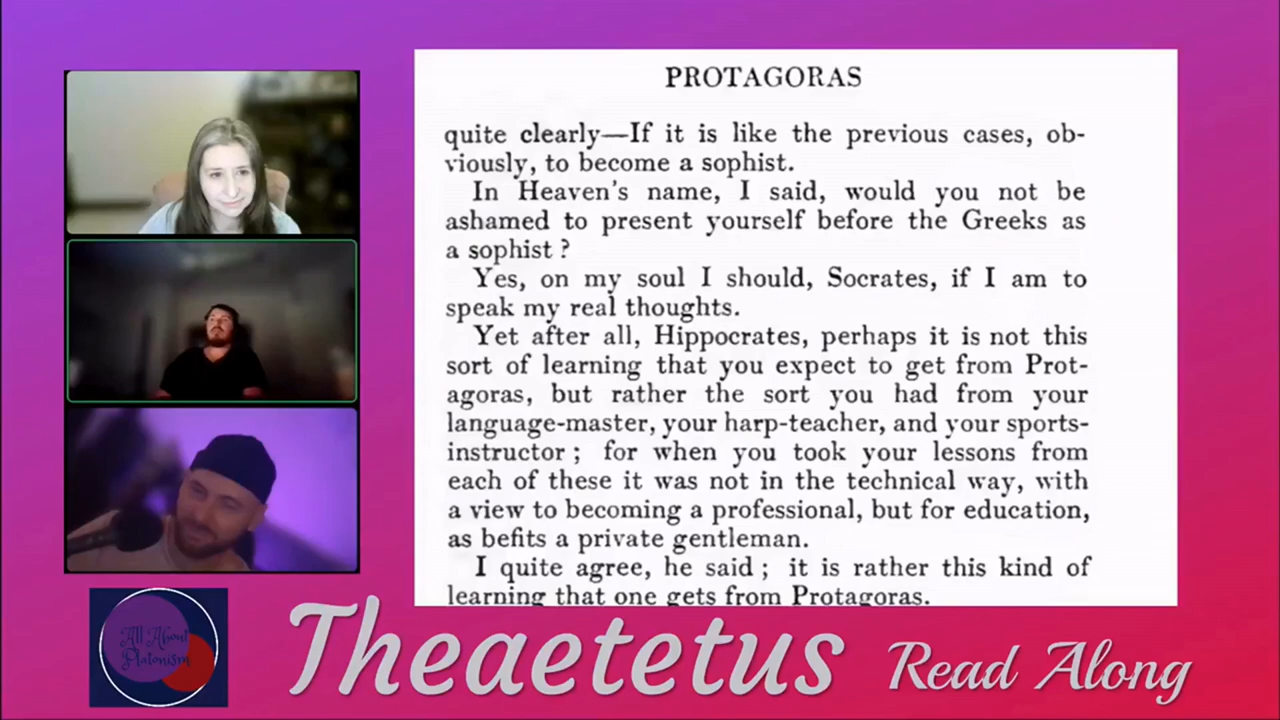 PROTAGORAS
quite clearly—If it is like the previous cases, ob-
viously, to become a sophist.
In Heaven's name, I said, would you not be
ashamed to present yourself before the Greeks as
a sophist ?
Yes, on my soul I should, Socrates, if I am to
speak my real thoughts.
Yet after all, Hippocrates, perhaps it is not this
sort of learning that you expect to get from Prot-
agoras, but rather the sort you had from your
language-master, your harp-teacher, and your sports-
instructor ; for when you took your lessons from
each of these it was not in the technical way, with
a view to becoming a professional, but for education,
as befits a private gentleman.
I quite agree, he said ; it is rather this kind of
learning that one gets from Protagoras.
All About
Platonism
Theaetetus Read Along